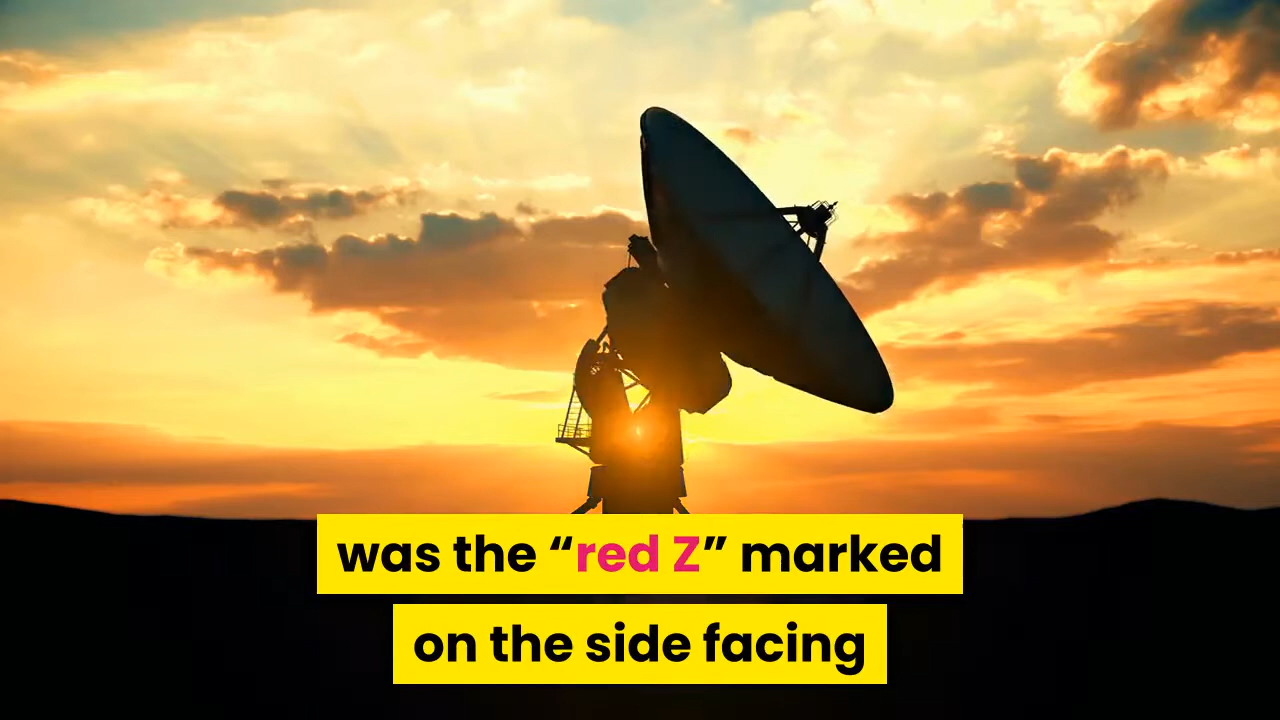 was the “red Z” marked
on the side facing